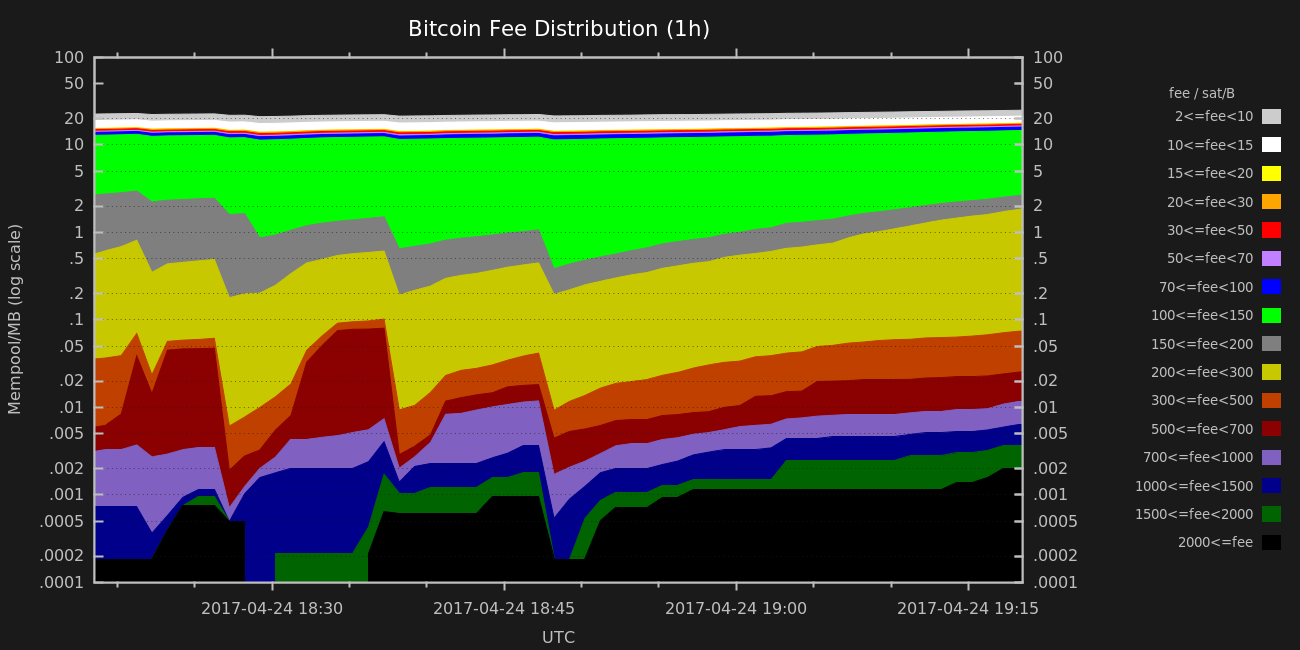 Bitcoin Fee Distribution (1h)
Mempool/MB (log scale)
100
50
20
10
5
2
1
.5
.2
.1
.05
.02
.01
.005
.002
.001
.0005
.0002
.0001
100
50
20
10
5
2
1
.5
.2
.1
.05
.02
.01
.005
.002
.001
.0005
.0002
.0001
2017-04-24 18:30 2017-04-24 18:45 2017-04-24 19:00 2017-04-24 19:15
UTC
fee / sat/B
2<=fee<10
10<=fee<15
15<=fee<20
20<=fee<30
30<=fee<50
50<=fee<70
70<=fee<100
100<=fee<150
150<=fee<200
200<=fee<300
300<=fee<500
500<=fee<700
700<=fee<1000
1000<=fee<1500
1500<=fee<2000
2000<=fee